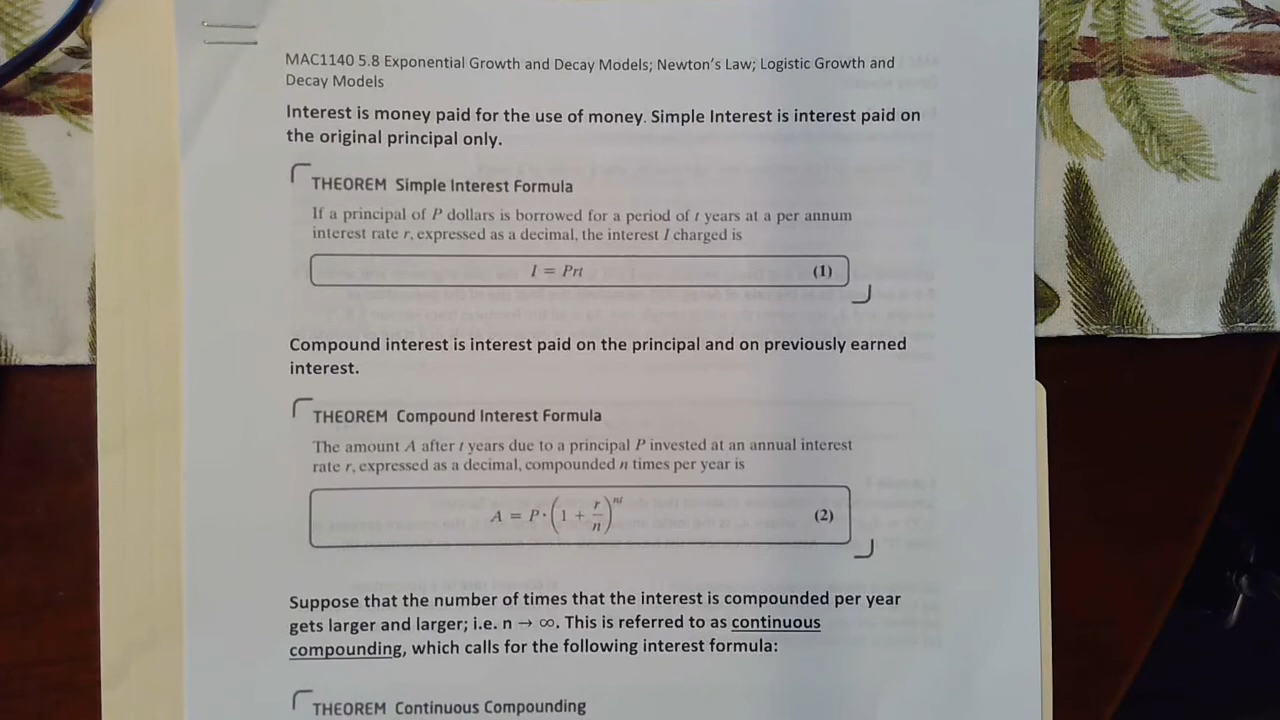 MAC1140 5.8 Exponential Growth and Decay Models; Newton's Law; Logistic Growth and
Decay Models
Interest is money paid for the use of money. Simple Interest is interest paid on
the original principal only.
THEOREM Simple Interest Formula
If a principal of P dollars is borrowed for a period of t years at a per annum
interest rate r, expressed as a decimal, the interest I charged is
I = Prt (1)
Compound interest is interest paid on the principal and on previously earned
interest.
THEOREM Compound Interest Formula
The amount A after t years due to a principal P invested at an annual interest
rate r, expressed as a decimal, compounded n times per year is
A = P · (1 + r/n)^nt (2)
Suppose that the number of times that the interest is compounded per year
gets larger and larger; i.e. n → ∞. This is referred to as continuous
compounding, which calls for the following interest formula:
THEOREM Continuous Compounding